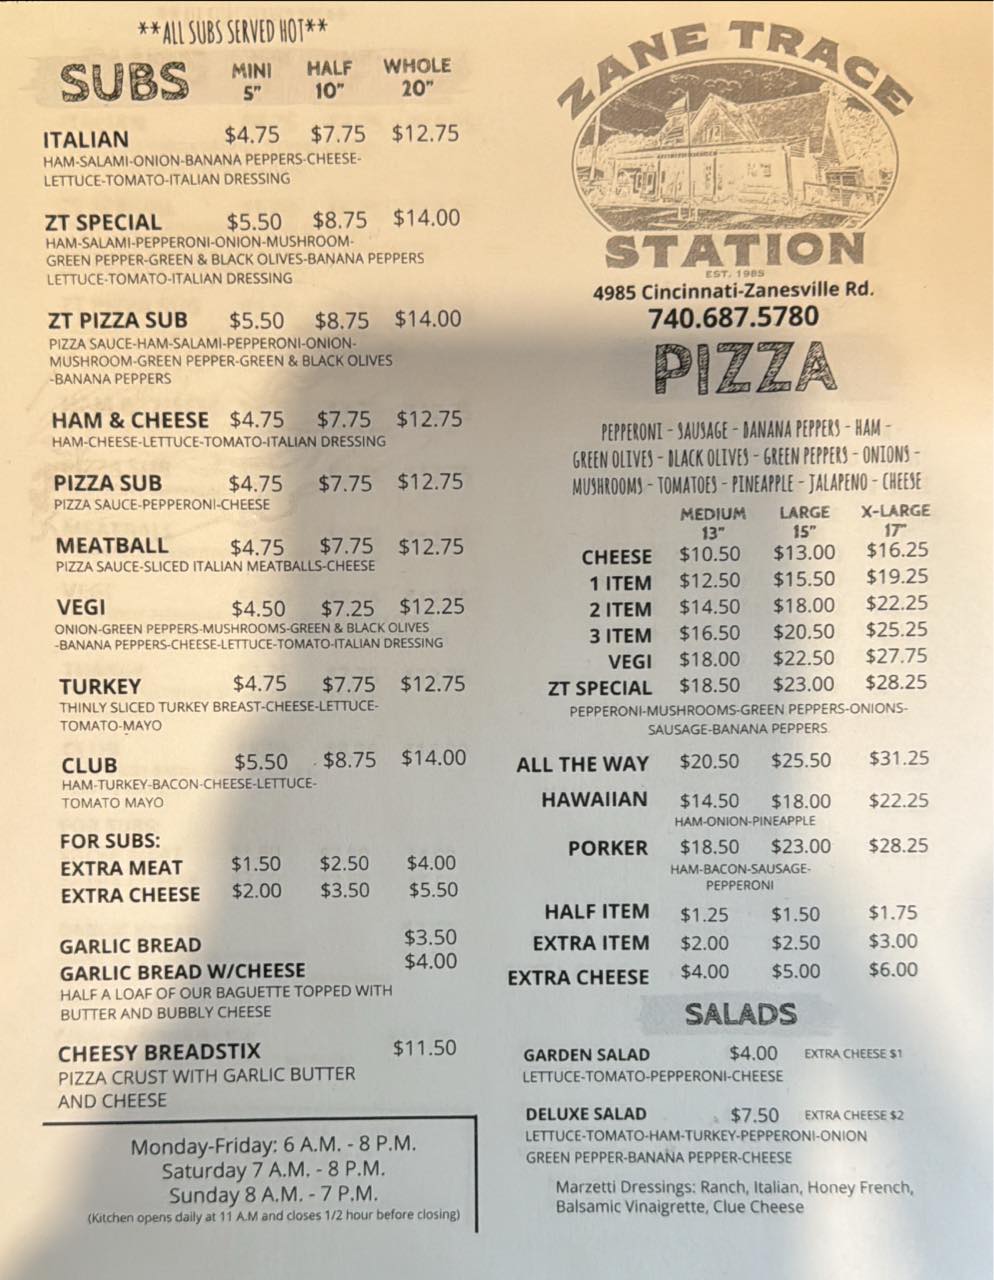 **ALL SUBS SERVED HOT**
SUBS MINI 5" HALF 10" WHOLE 20"
ITALIAN $4.75 $7.75 $12.75
HAM-SALAMI-ONION-BANANA PEPPERS-CHEESE-
LETTUCE-TOMATO-ITALIAN DRESSING
ZT SPECIAL $5.50 $8.75 $14.00
HAM-SALAMI-PEPPERONI-ONION-MUSHROOM-
GREEN PEPPER-GREEN & BLACK OLIVES-BANANA PEPPERS
LETTUCE-TOMATO-ITALIAN DRESSING
ZT PIZZA SUB $5.50 $8.75 $14.00
PIZZA SAUCE-HAM-SALAMI-PEPPERONI-ONION-
MUSHROOM-GREEN PEPPER-GREEN & BLACK OLIVES
-BANANA PEPPERS
HAM & CHEESE $4.75 $7.75 $12.75
HAM-CHEESE-LETTUCE-TOMATO-ITALIAN DRESSING
PIZZA SUB $4.75 $7.75 $12.75
PIZZA SAUCE-PEPPERONI-CHEESE
MEATBALL $4.75 $7.75 $12.75
PIZZA SAUCE-SLICED ITALIAN MEATBALLS-CHEESE
VEGI $4.50 $7.25 $12.25
ONION-GREEN PEPPERS-MUSHROOMS-GREEN & BLACK OLIVES
-BANANA PEPPERS-CHEESE-LETTUCE-TOMATO-ITALIAN DRESSING
TURKEY $4.75 $7.75 $12.75
THINLY SLICED TURKEY BREAST-CHEESE-LETTUCE-
TOMATO-MAYO
CLUB $5.50 $8.75 $14.00
HAM-TURKEY-BACON-CHEESE-LETTUCE-
TOMATO MAYO
FOR SUBS:
EXTRA MEAT $1.50 $2.50 $4.00
EXTRA CHEESE $2.00 $3.50 $5.50
GARLIC BREAD $3.50
GARLIC BREAD W/CHEESE $4.00
HALF A LOAF OF OUR BAGUETTE TOPPED WITH
BUTTER AND BUBBLY CHEESE
CHEESY BREADSTIX $11.50
PIZZA CRUST WITH GARLIC BUTTER
AND CHEESE
Monday-Friday: 6 A.M. - 8 P.M.
Saturday 7 A.M. - 8 P.M.
Sunday 8 A.M. - 7 P.M.
(Kitchen opens daily at 11 A.M and closes 1/2 hour before closing)
ZANE TRACE
STATION
EST. 1985
4985 Cincinnati-Zanesville Rd.
740.687.5780
PIZZA
PEPPERONI - SAUSAGE - BANANA PEPPERS - HAM -
GREEN OLIVES - BLACK OLIVES - GREEN PEPPERS - ONIONS -
MUSHROOMS - TOMATOES - PINEAPPLE - JALAPENO - CHEESE
MEDIUM LARGE X-LARGE
13" 15" 17"
CHEESE $10.50 $13.00 $16.25
1 ITEM $12.50 $15.50 $19.25
2 ITEM $14.50 $18.00 $22.25
3 ITEM $16.50 $20.50 $25.25
VEGI $18.00 $22.50 $27.75
ZT SPECIAL $18.50 $23.00 $28.25
PEPPERONI-MUSHROOMS-GREEN PEPPERS-ONIONS-
SAUSAGE-BANANA PEPPERS
ALL THE WAY $20.50 $25.50 $31.25
HAWAIIAN $14.50 $18.00 $22.25
HAM-ONION-PINEAPPLE
PORKER $18.50 $23.00 $28.25
HAM-BACON-SAUSAGE-
PEPPERONI
HALF ITEM $1.25 $1.50 $1.75
EXTRA ITEM $2.00 $2.50 $3.00
EXTRA CHEESE $4.00 $5.00 $6.00
SALADS
GARDEN SALAD $4.00 EXTRA CHEESE $1
LETTUCE-TOMATO-PEPPERONI-CHEESE
DELUXE SALAD $7.50 EXTRA CHEESE $2
LETTUCE-TOMATO-HAM-TURKEY-PEPPERONI-ONION
GREEN PEPPER-BANANA PEPPER-CHEESE
Marzetti Dressings: Ranch, Italian, Honey French,
Balsamic Vinaigrette, Clue Cheese